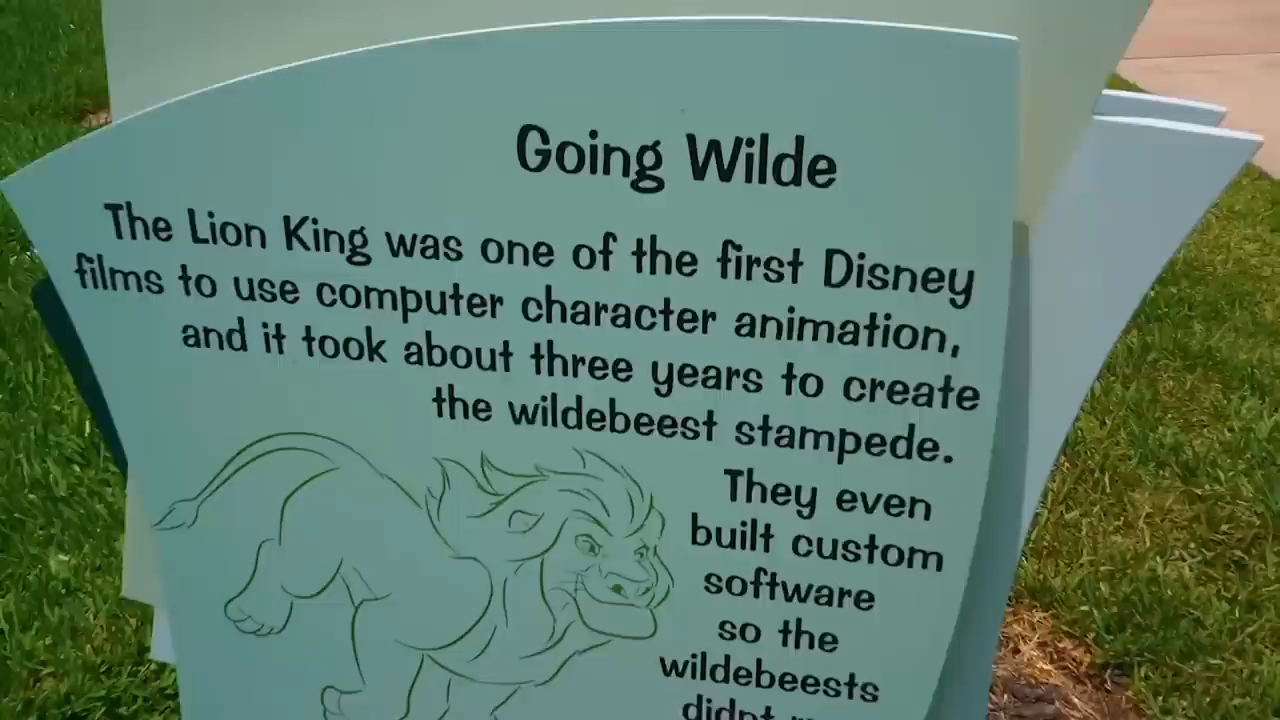 Going Wilde
The Lion King was one of the first Disney
films to use computer character animation,
and it took about three years to create
the wildebeest stampede.
They even
built custom
software
so the
wildebeests
didnt